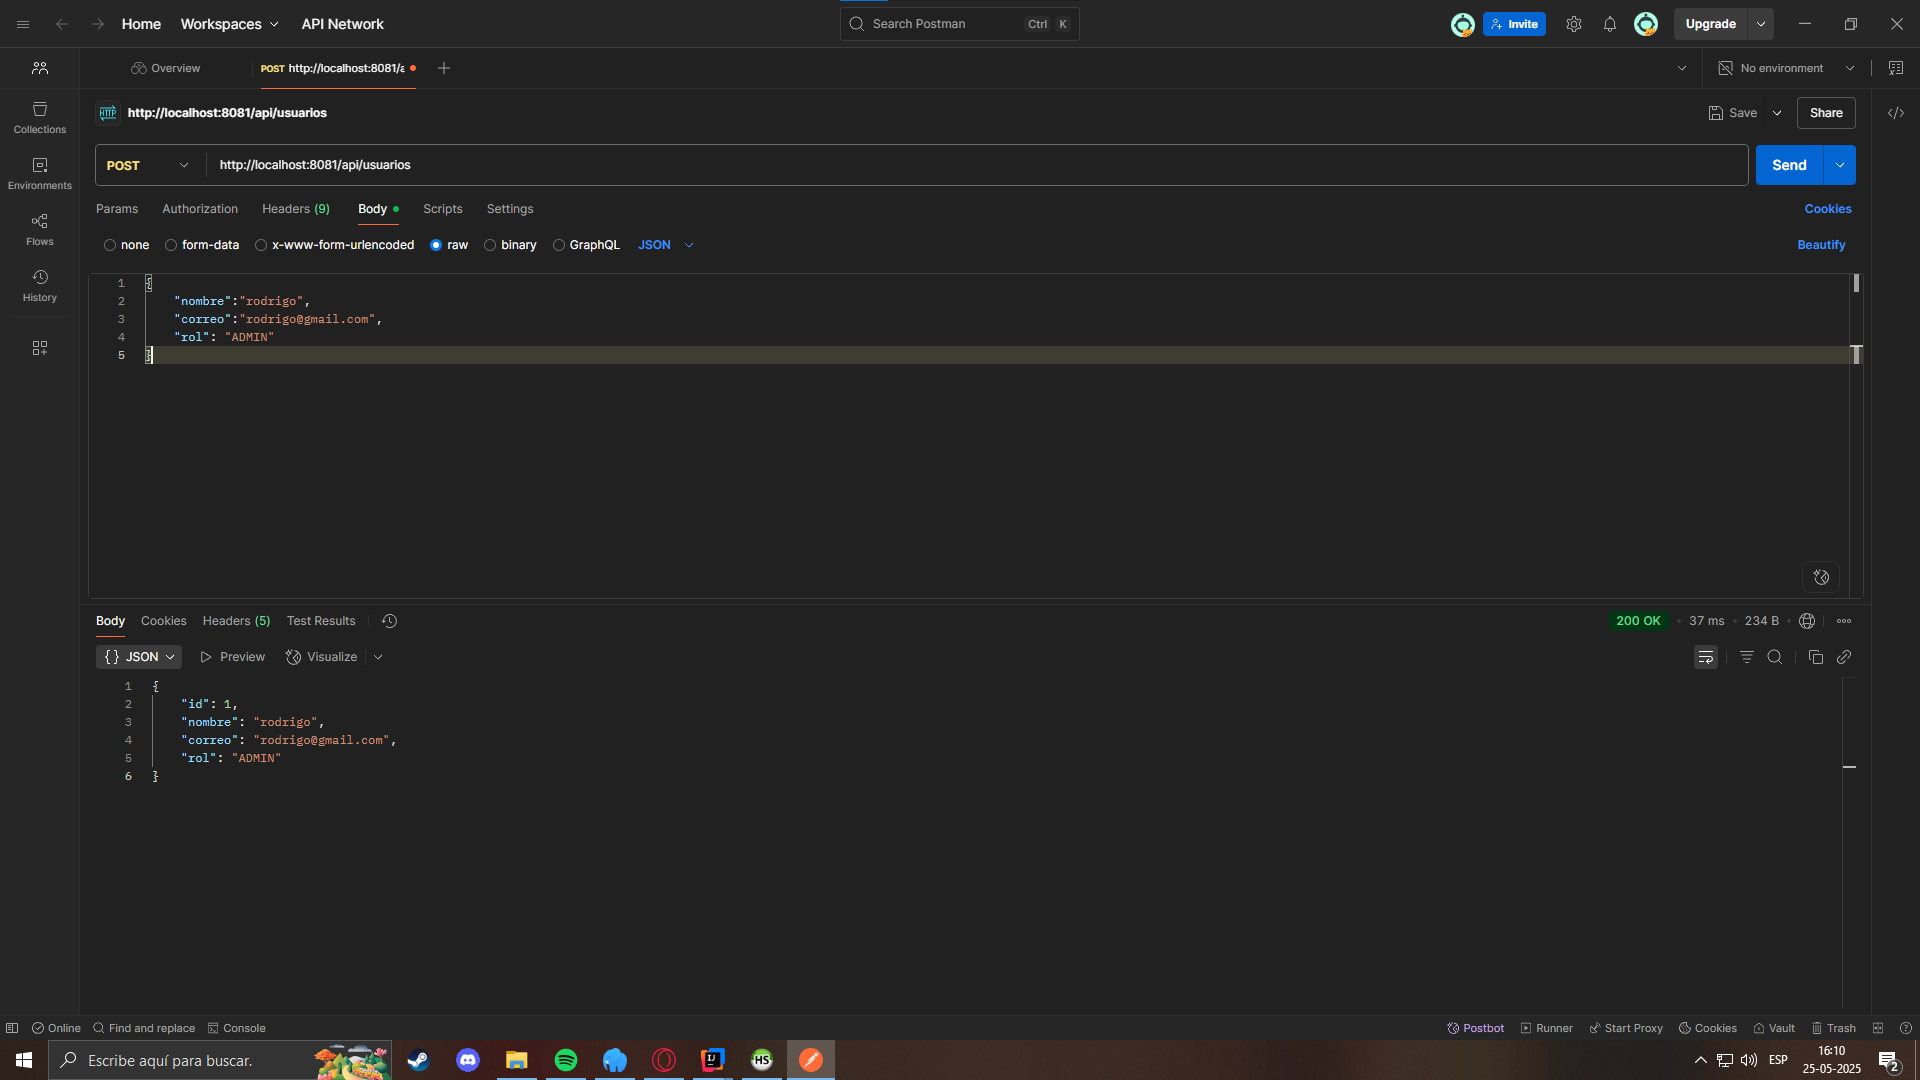 Home Workspaces API Network
Search Postman Ctrl K
Invite
Upgrade
Overview
POST http://localhost:8081/a
No environment
HTTP http://localhost:8081/api/usuarios
Save
Share
Collections
Environments
Flows
History
POST http://localhost:8081/api/usuarios
Send
Params Authorization Headers (9) Body Scripts Settings
Cookies
none form-data x-www-form-urlencoded raw binary GraphQL JSON
Beautify
1 {
2 "nombre":"rodrigo",
3 "correo":"rodrigo@gmail.com",
4 "rol": "ADMIN"
5 }
Body Cookies Headers (5) Test Results
200 OK 37 ms 234 B
{} JSON Preview Visualize
1 {
2 "id": 1,
3 "nombre": "rodrigo",
4 "correo": "rodrigo@gmail.com",
5 "rol": "ADMIN"
6 }
Online Find and replace Console
Postbot Runner Start Proxy Cookies Vault Trash
Escribe aquí para buscar.
IJ
HS
ESP
16:10
25-05-2025
2